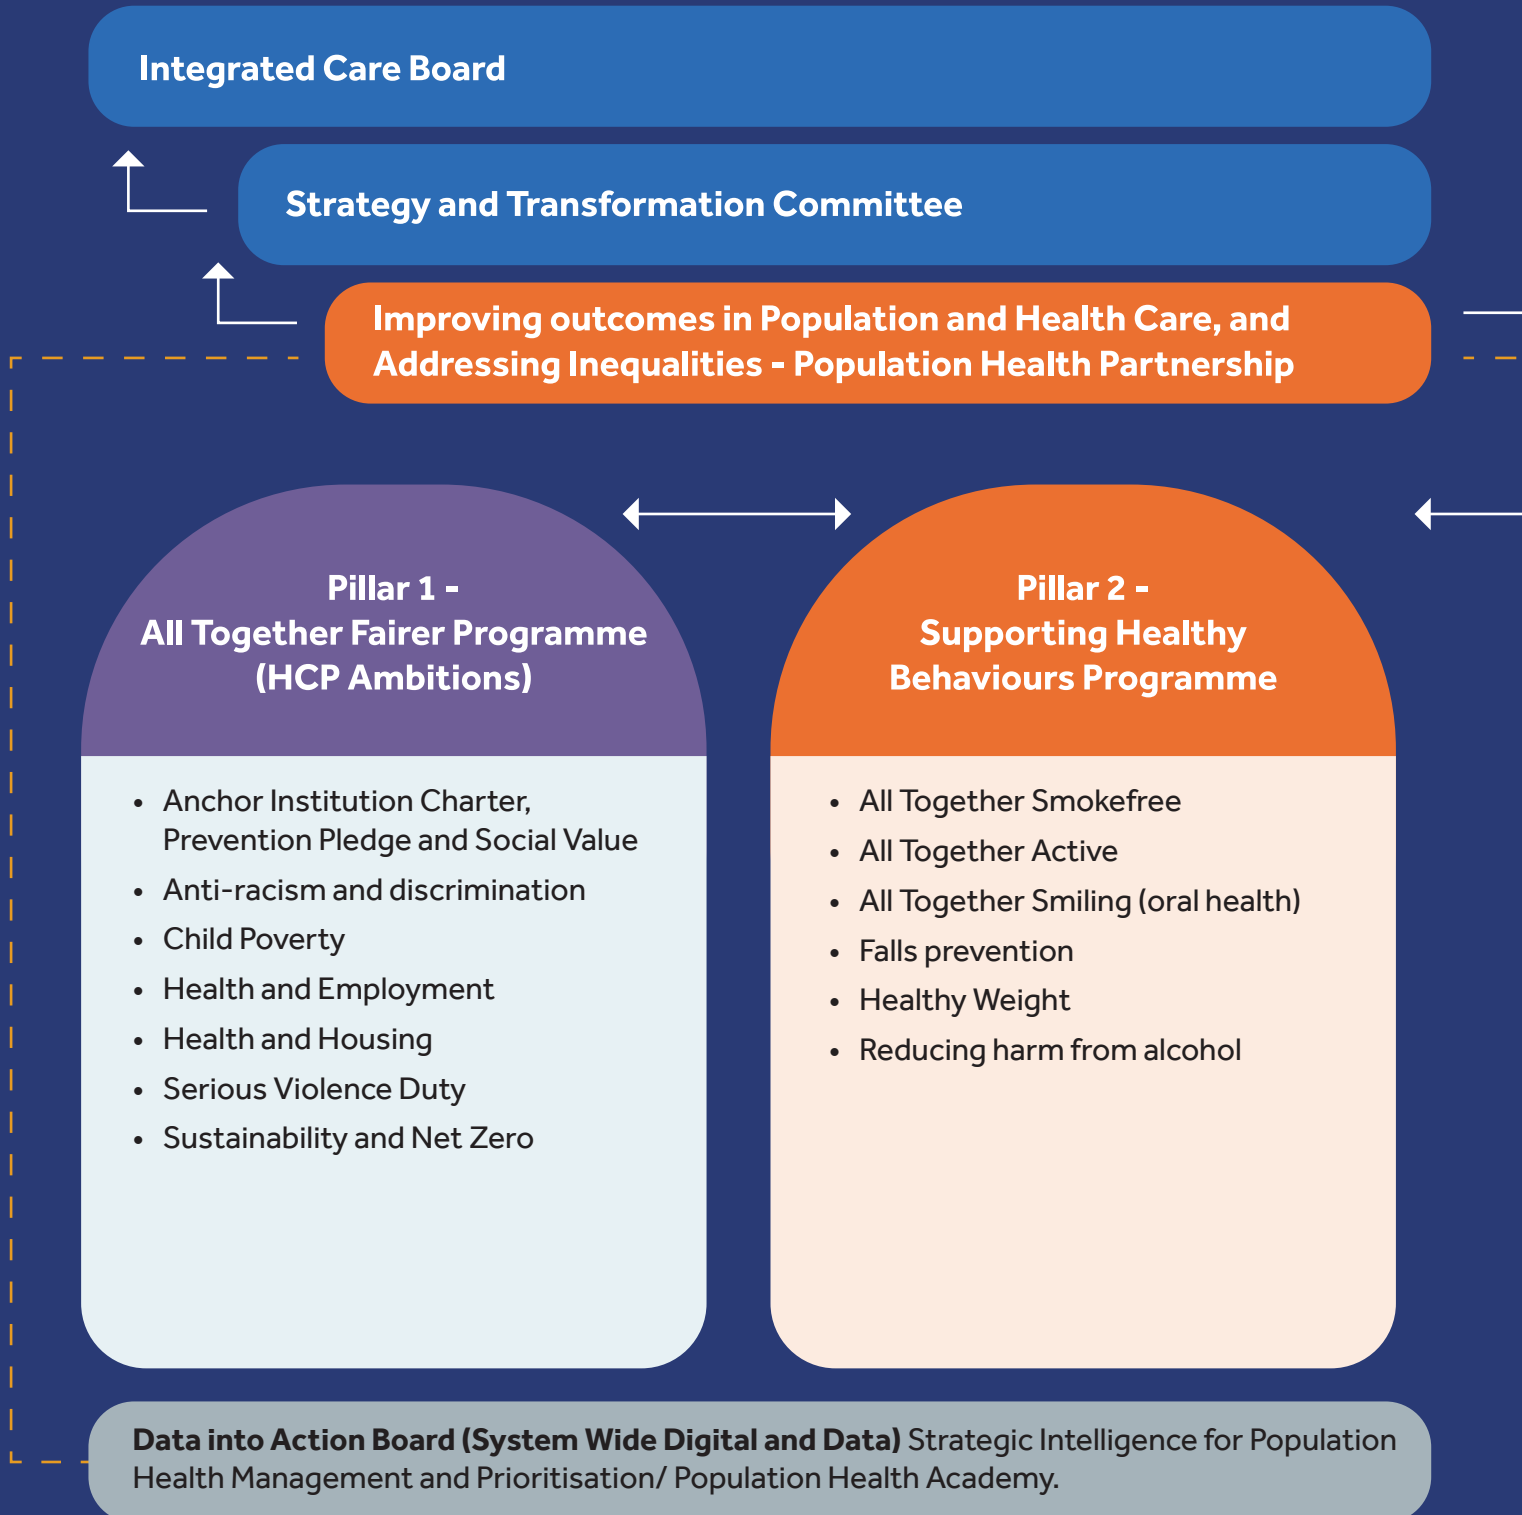 Integrated Care Board
Strategy and Transformation Committee
Improving outcomes in Population and Health Care, and
Addressing Inequalities - Population Health Partnership
Pillar 1 -
All Together Fairer Programme
(HCP Ambitions)
• Anchor Institution Charter,
Prevention Pledge and Social Value
• Anti-racism and discrimination
• Child Poverty
• Health and Employment
• Health and Housing
• Serious Violence Duty
• Sustainability and Net Zero
Pillar 2 -
Supporting Healthy
Behaviours Programme
• All Together Smokefree
• All Together Active
• All Together Smiling (oral health)
• Falls prevention
• Healthy Weight
• Reducing harm from alcohol
Data into Action Board (System Wide Digital and Data) Strategic Intelligence for Population
Health Management and Prioritisation/ Population Health Academy.